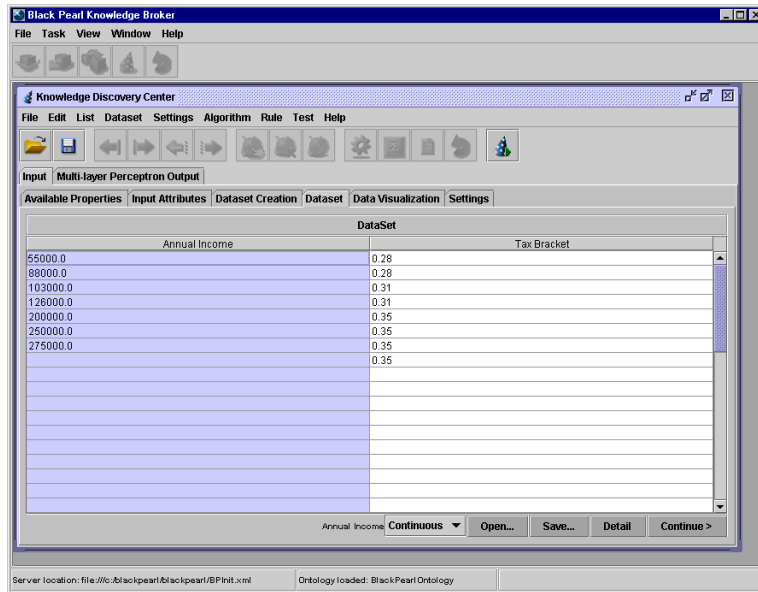 Black Pearl Knowledge Broker
File Task View Window Help
Knowledge Discovery Center
File Edit List Dataset Settings Algorithm Rule Test Help
Input Multi-layer Perceptron Output
Available Properties Input Attributes Dataset Creation Dataset Data Visualization Settings
DataSet
Annual Income Tax Bracket
55000.0 0.28
88000.0 0.28
103000.0 0.31
126000.0 0.31
200000.0 0.35
250000.0 0.35
275000.0 0.35
0.35
Annual Income Continuous Open... Save... Detail Continue >
Server location: file:///c:/blackpearl/blackpearl/BPInit.xml Ontology loaded: BlackPearlOntology